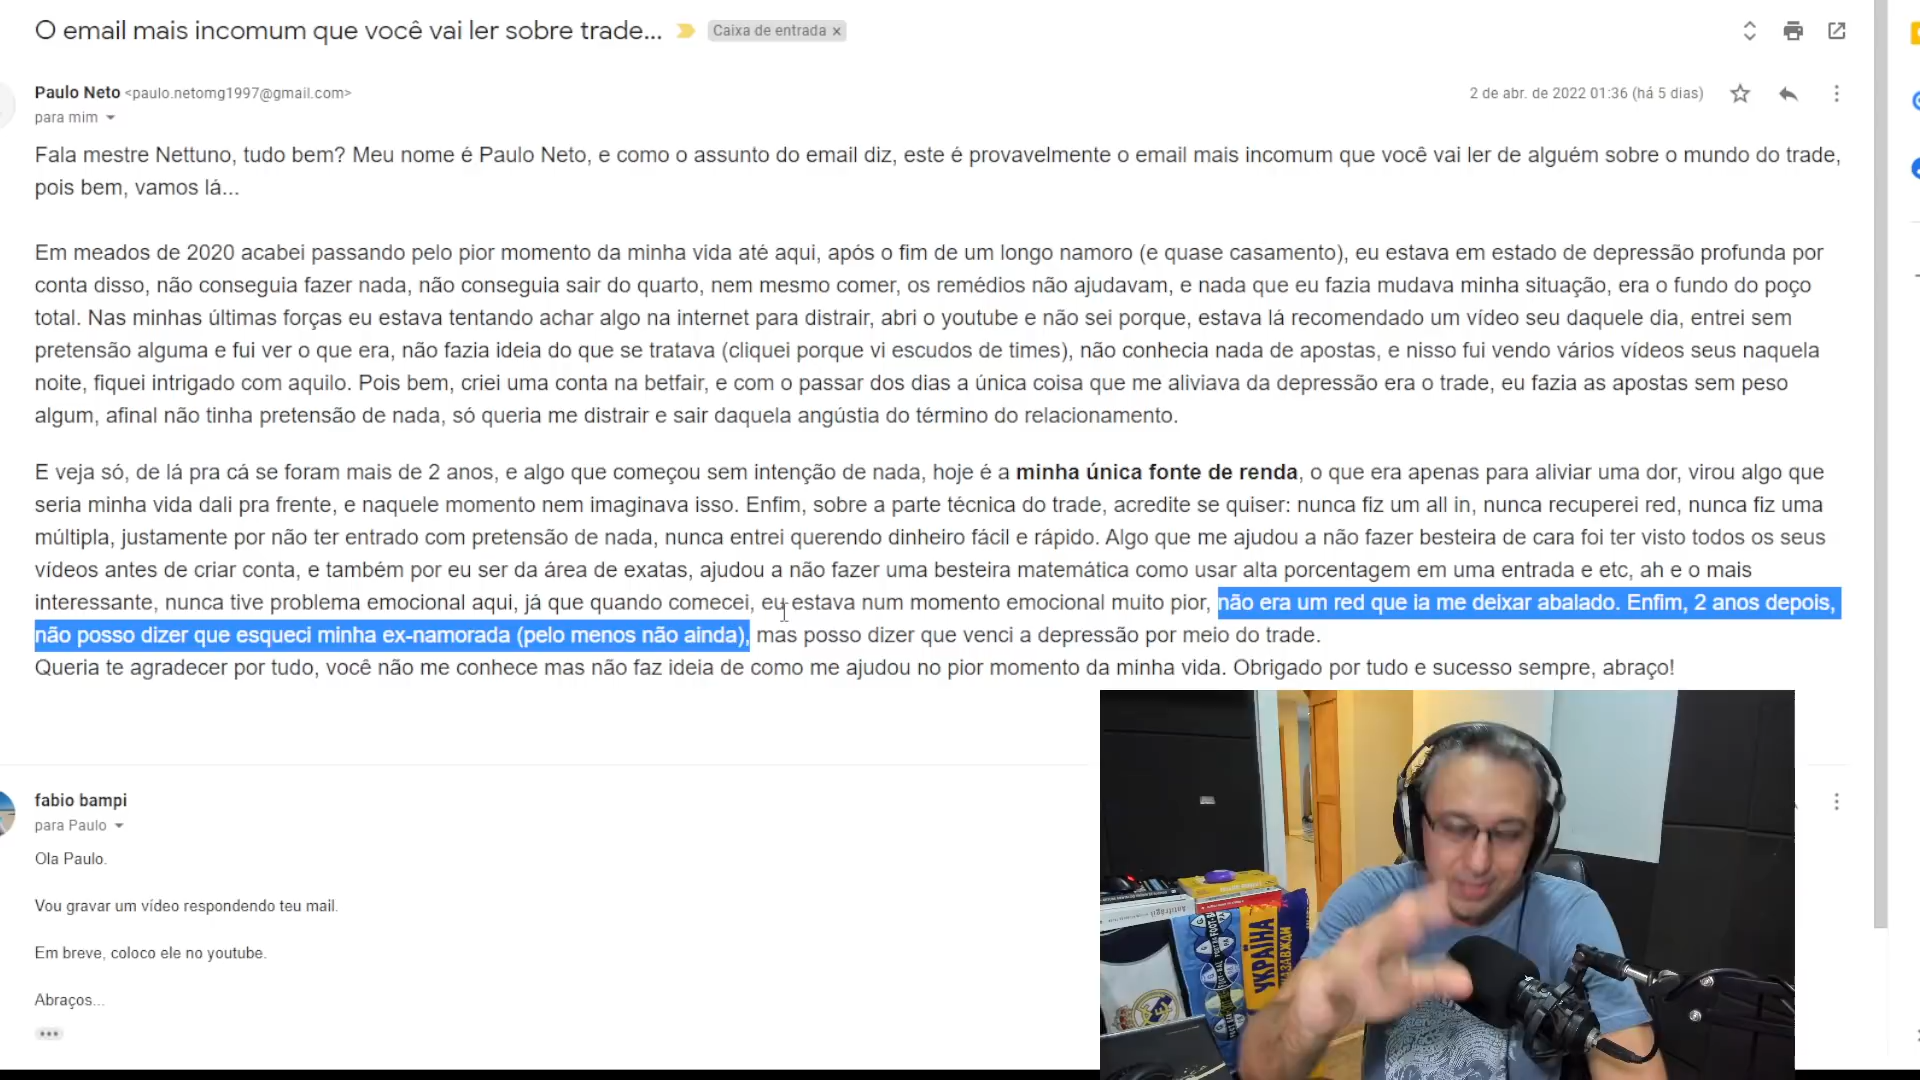 O email mais incomum que você vai ler sobre trade...
Caixa de entrada ×
Paulo Neto <paulo.netomg1997@gmail.com>
2 de abr. de 2022 01:36 (há 5 dias)
para mim
Fala mestre Nettuno, tudo bem? Meu nome é Paulo Neto, e como o assunto do email diz, este é provavelmente o email mais incomum que você vai ler de alguém sobre o mundo do trade,
pois bem, vamos lá...
Em meados de 2020 acabei passando pelo pior momento da minha vida até aqui, após o fim de um longo namoro (e quase casamento), eu estava em estado de depressão profunda por
conta disso, não conseguia fazer nada, não conseguia sair do quarto, nem mesmo comer, os remédios não ajudavam, e nada que eu fazia mudava minha situação, era o fundo do poço
total. Nas minhas últimas forças eu estava tentando achar algo na internet para distrair, abri o youtube e não sei porque, estava lá recomendado um vídeo seu daquele dia, entrei sem
pretensão alguma e fui ver o que era, não fazia ideia do que se tratava (cliquei porque vi escudos de times), não conhecia nada de apostas, e nisso fui vendo vários vídeos seus naquela
noite, fiquei intrigado com aquilo. Pois bem, criei uma conta na betfair, e com o passar dos dias a única coisa que me aliviava da depressão era o trade, eu fazia as apostas sem peso
algum, afinal não tinha pretensão de nada, só queria me distrair e sair daquela angústia do término do relacionamento.
E veja só, de lá pra cá se foram mais de 2 anos, e algo que começou sem intenção de nada, hoje é a minha única fonte de renda, o que era apenas para aliviar uma dor, virou algo que
seria minha vida dali pra frente, e naquele momento nem imaginava isso. Enfim, sobre a parte técnica do trade, acredite se quiser: nunca fiz um all in, nunca recuperei red, nunca fiz uma
múltipla, justamente por não ter entrado com pretensão de nada, nunca entrei querendo dinheiro fácil e rápido. Algo que me ajudou a não fazer besteira de cara foi ter visto todos os seus
vídeos antes de criar conta, e também por eu ser da área de exatas, ajudou a não fazer uma besteira matemática como usar alta porcentagem em uma entrada e etc, ah e o mais
interessante, nunca tive problema emocional aqui, já que quando comecei, eu estava num momento emocional muito pior, não era um red que ia me deixar abalado. Enfim, 2 anos depois,
não posso dizer que esqueci minha ex-namorada (pelo menos não ainda), mas posso dizer que venci a depressão por meio do trade.
Queria te agradecer por tudo, você não me conhece mas não faz ideia de como me ajudou no pior momento da minha vida. Obrigado por tudo e sucesso sempre, abraço!
fabio bampi
para Paulo
Ola Paulo.
Vou gravar um vídeo respondendo teu mail.
Em breve, coloco ele no youtube.
Abraços...
УКРАЇНА
НАЗАВЖДИ